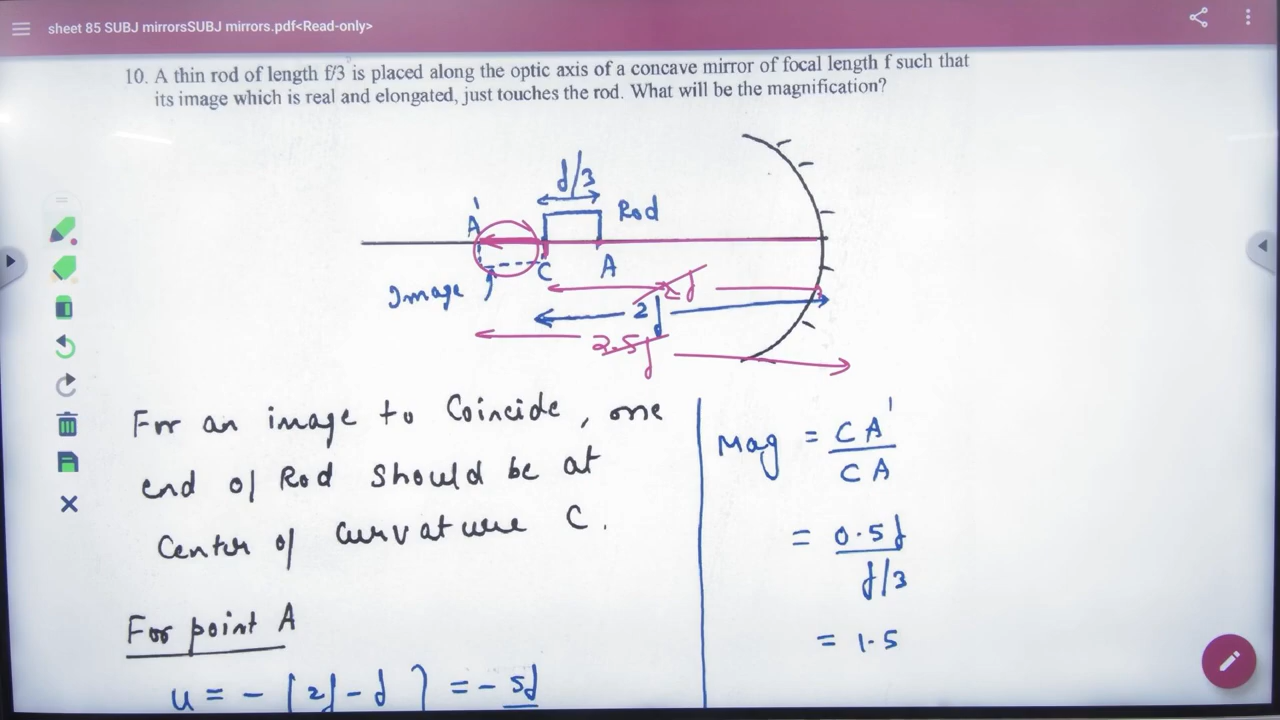 sheet 85 SUBJ mirrorsSUBJ mirrors.pdf<Read-only>
10. A thin rod of length f/3 is placed along the optic axis of a concave mirror of focal length f such that
its image which is real and elongated, just touches the rod. What will be the magnification?
f/3
Rod
A'
C
A
Image
2f
2f
2.5f
For an image to Coincide, one
end of Rod should be at
Center of Curvature C.
For point A
u = - [2f - f ] = - 5f
Mag = CA'
CA
= 0.5f
f/3
= 1.5